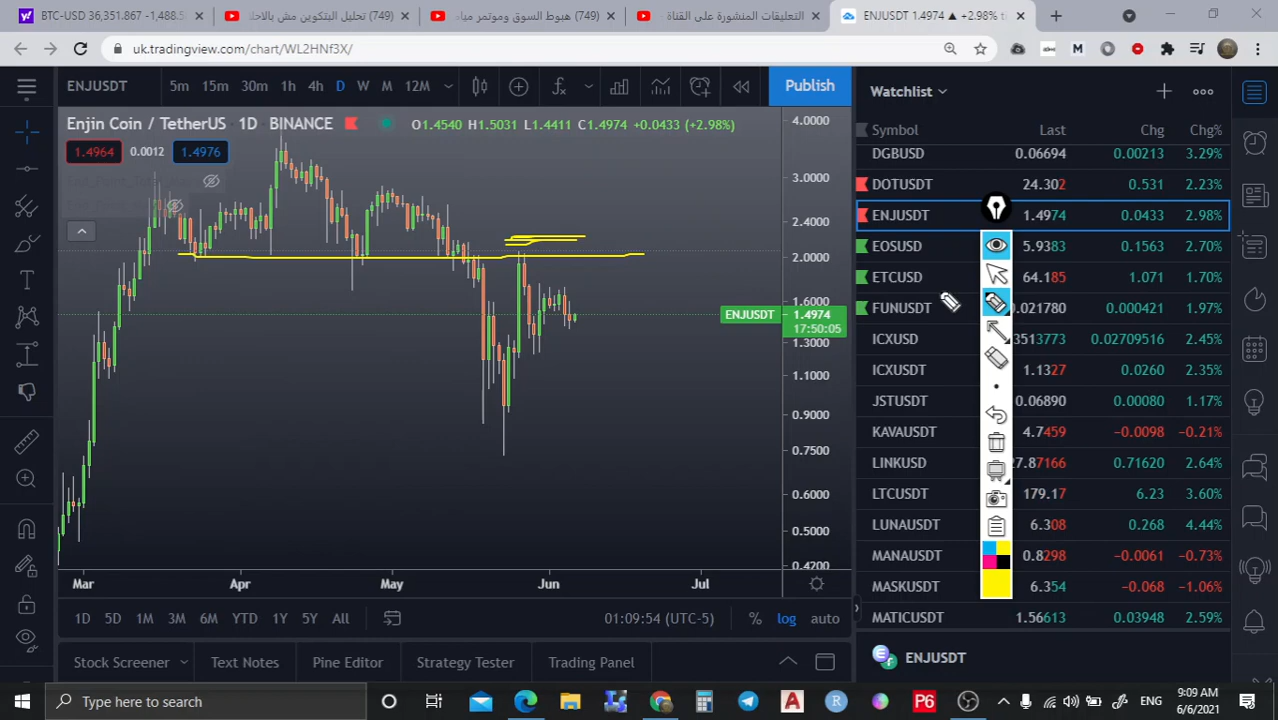 BTC-USD 36,351.867 -1,488.5
(749) تحليل البتكوين مش بالاحلا
(749) هبوط السوق ومؤتمر مياد
التعليقات المنشورة على القناة
ENJUSDT 1.4974 ▲ +2.98%
uk.tradingview.com/chart/WL2HNf3X/
ENJUSDT 5m 15m 30m 1h 4h D W M 12M Publish
Enjin Coin / TetherUS 1D BINANCE O1.4540 H1.5031 L1.4411 C1.4974 +0.0433 (+2.98%)
1.4964 0.0012 1.4976
4.0000
3.0000
2.4000
2.0000
1.6000
ENJUSDT 1.4974
17:50:05
1.3000
1.1000
0.9000
0.7500
0.6000
0.5000
0.4200
Mar Apr May Jun Jul
1D 5D 1M 3M 6M YTD 1Y 5Y All 01:09:54 (UTC-5) % log auto
Stock Screener Text Notes Pine Editor Strategy Tester Trading Panel
Watchlist
Symbol Last Chg Chg%
DGBUSD 0.06694 0.00213 3.29%
DOTUSDT 24.302 0.531 2.23%
ENJUSDT 1.4974 0.0433 2.98%
EOSUSD 5.9383 0.1563 2.70%
ETCUSD 64.185 1.071 1.70%
FUNUSDT 0.021780 0.000421 1.97%
ICXUSD 3513773 0.02709516 2.45%
ICXUSDT 1.1327 0.0260 2.35%
JSTUSDT 0.06890 0.00080 1.17%
KAVAUSDT 4.7459 -0.0098 -0.21%
LINKUSD 27.87166 0.71620 2.64%
LTCUSDT 179.17 6.23 3.60%
LUNAUSDT 6.308 0.268 4.44%
MANAUSDT 0.8298 -0.0061 -0.73%
MASKUSDT 6.354 -0.068 -1.06%
MATICUSDT 1.56613 0.03948 2.59%
ENJUSDT
Type here to search
ENG
9:09 AM
6/6/2021